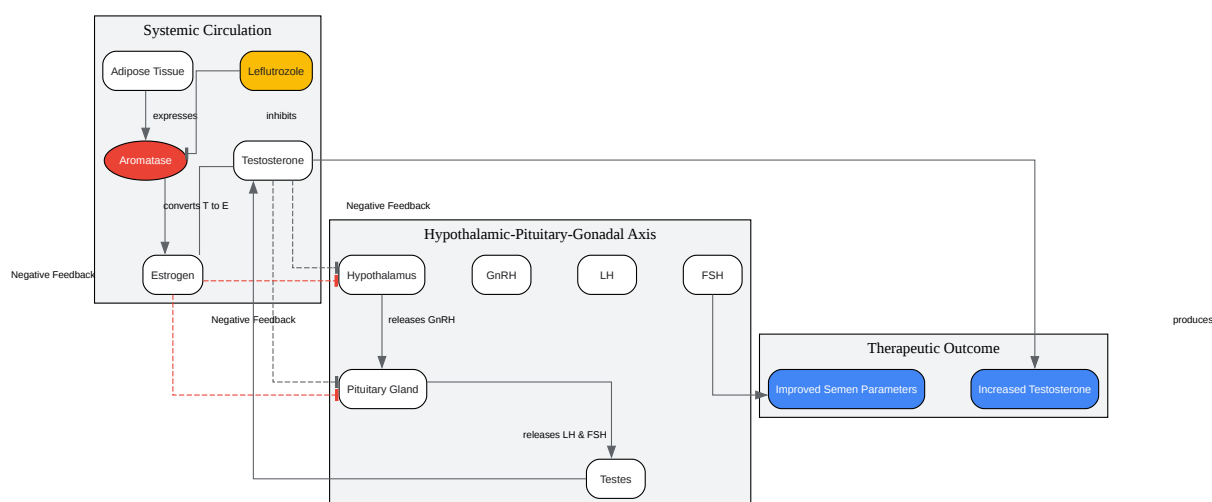 Systemic Circulation
Adipose Tissue
Leflutrozole
expresses
inhibits
Aromatase
Testosterone
converts T to E
Negative Feedback
Hypothalamic-Pituitary-Gonadal Axis
Negative Feedback
Estrogen
Hypothalamus
GnRH
LH
FSH
Negative Feedback
releases GnRH
produces
Therapeutic Outcome
Pituitary Gland
Improved Semen Parameters
Increased Testosterone
releases LH & FSH
Testes